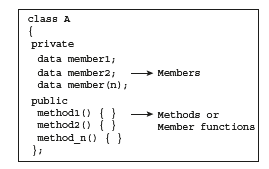 class A
{
private
data member1;
data member2; Members
data member(n);
public
method1() { } Methods or
method2() { } Member functions
method_n() { }
};